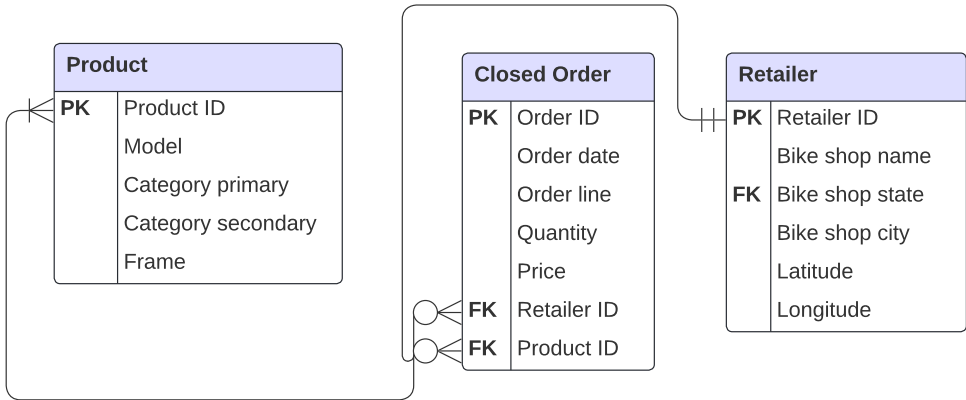 Product
PK Product ID
Model
Category primary
Category secondary
Frame
Closed Order
PK Order ID
Order date
Order line
Quantity
Price
FK Retailer ID
FK Product ID
Retailer
PK Retailer ID
Bike shop name
FK Bike shop state
Bike shop city
Latitude
Longitude